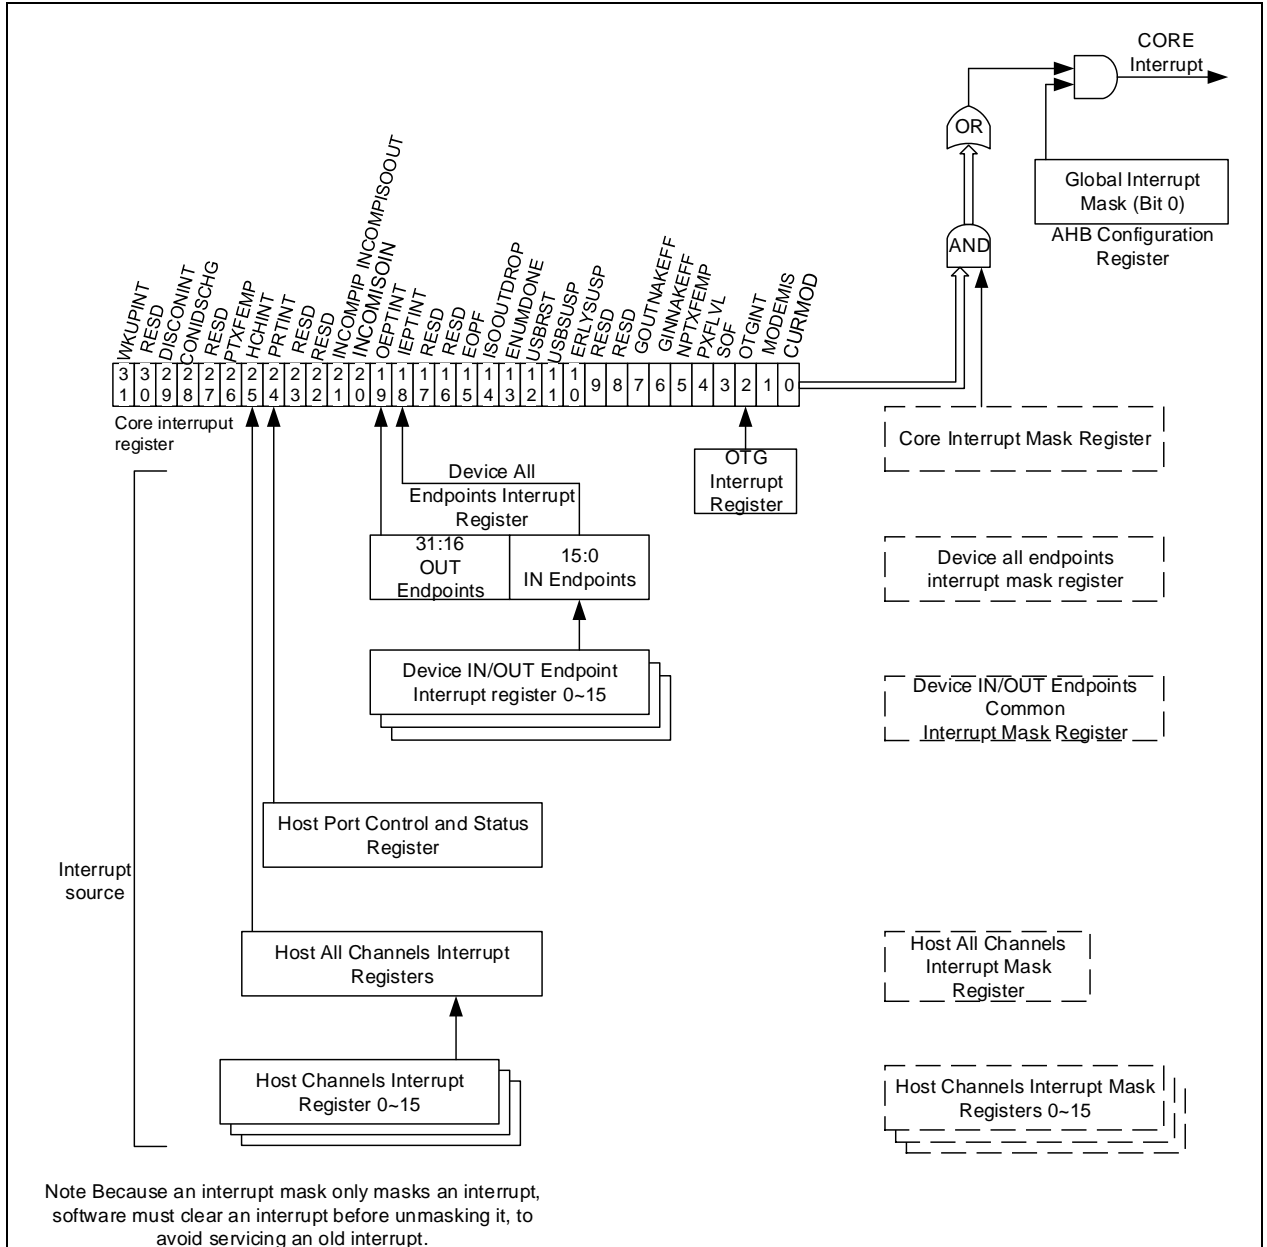 CORE
Interrupt
OR
Global Interrupt
Mask (Bit 0)
AHB Configuration
Register
AND
WKUPINT
RESD
DISCONINT
CONIDSCHG
RESD
PTXFEMP
HCHINT
PRTINT
RESD
RESD
INCOMPIP INCOMPISOOUT
INCOMISOIN
OEPTINT
IEPTINT
RESD
RESD
EOPF
ISOOUTDROP
ENUMDONE
USBRST
USBSUSP
ERLYSUSP
RESD
RESD
GOUTNAKEFF
GINNAKEFF
NPTXFEMP
PXFLVL
SOF
OTGINT
MODEMIS
CURMOD
31 30 29 28 27 26 25 24 23 22 21 20 19 18 17 16 15 14 13 12 11 10 9 8 7 6 5 4 3 2 1 0
Core interruput
register
Core Interrupt Mask Register
OTG
Interrupt
Register
Device All
Endpoints Interrupt
Register
31:16
OUT
Endpoints
15:0
IN Endpoints
Device all endpoints
interrupt mask register
Device IN/OUT Endpoint
Interrupt register 0~15
Device IN/OUT Endpoints
Common
Interrupt Mask Register
Host Port Control and Status
Register
Interrupt
source
Host All Channels Interrupt
Registers
Host All Channels
Interrupt Mask
Register
Host Channels Interrupt
Register 0~15
Host Channels Interrupt Mask
Registers 0~15
Note Because an interrupt mask only masks an interrupt,
software must clear an interrupt before unmasking it, to
avoid servicing an old interrupt.